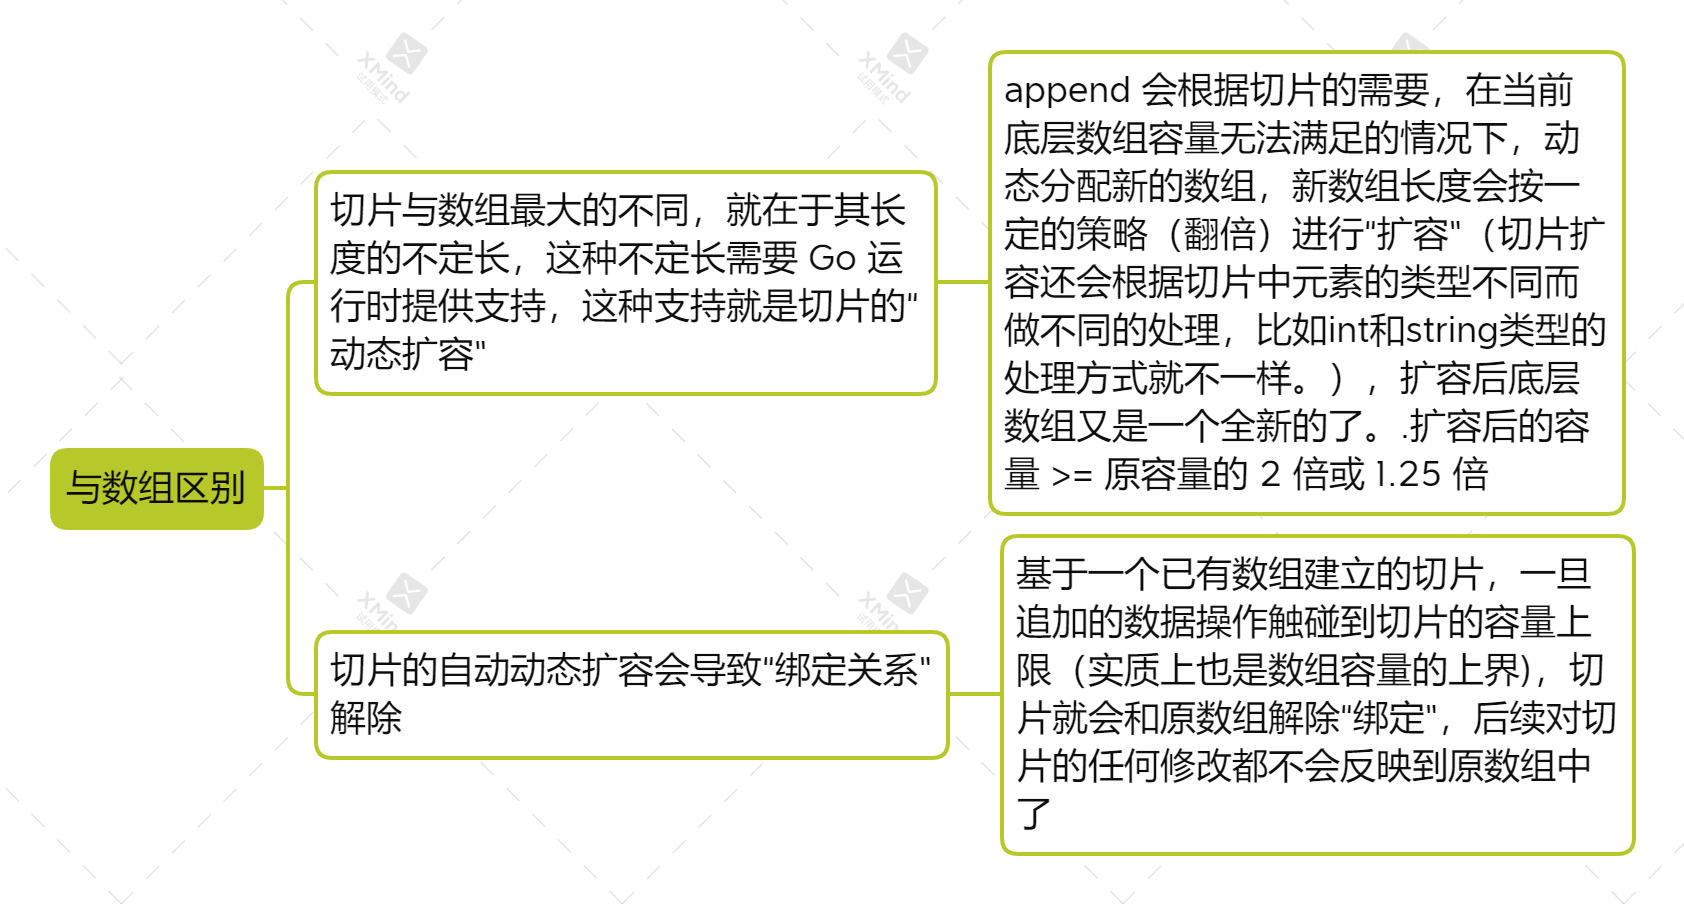 与数组区别
切片与数组最大的不同，就在于其长
度的不定长，这种不定长需要 Go 运
行时提供支持，这种支持就是切片的“
动态扩容"
append 会根据切片的需要，在当前
底层数组容量无法满足的情况下，动
态分配新的数组，新数组长度会按一
定的策略（翻倍）进行“扩容"（切片扩
容还会根据切片中元素的类型不同而
做不同的处理，比如int和string类型的
处理方式就不一样。），扩容后底层
数组又是一个全新的了。.扩容后的容
量 >= 原容量的 2 倍或 1.25 倍
切片的自动动态扩容会导致“绑定关系"
解除
基于一个已有数组建立的切片，一旦
追加的数据操作触碰到切片的容量上
限（实质上也是数组容量的上界)，切
片就会和原数组解除“绑定"，后续对切
片的任何修改都不会反映到原数组中
了
XMind
试用模式
XMind
试用模式